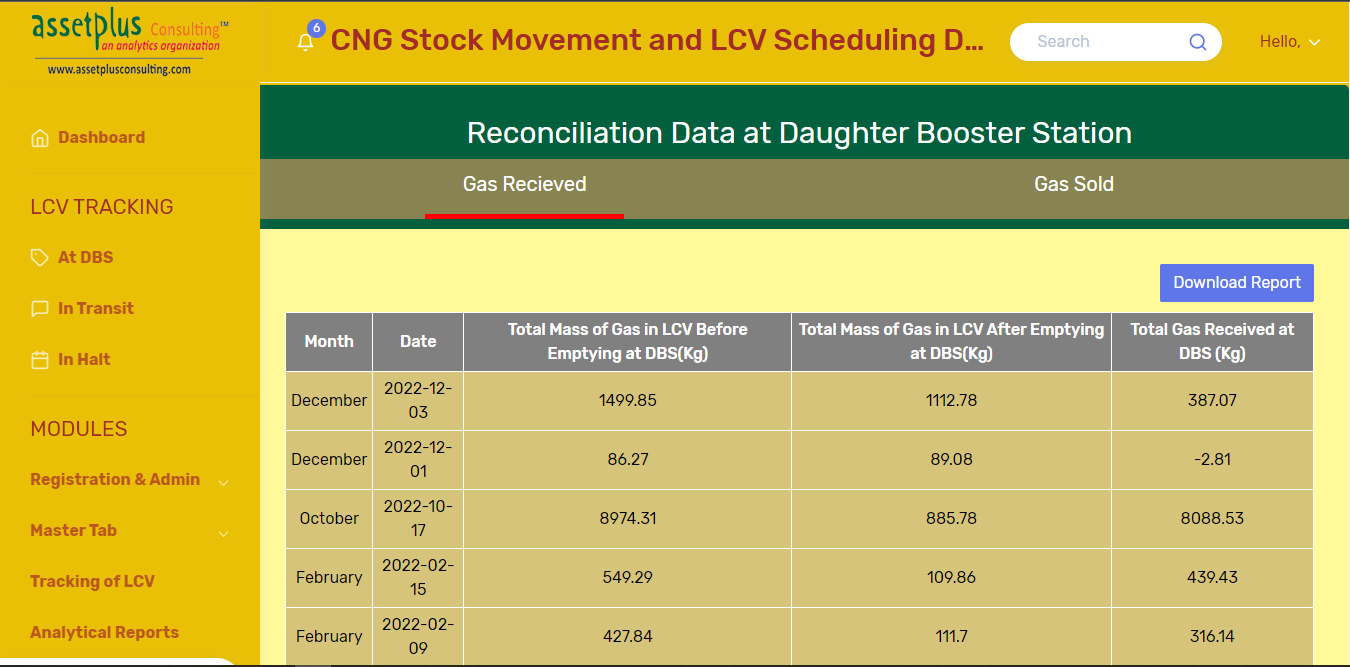 assetplus Consulting™
an analytics organization
www.assetplusconsulting.com
6
CNG Stock Movement and LCV Scheduling D...
Search
Hello,
Dashboard
LCV TRACKING
At DBS
In Transit
In Halt
MODULES
Registration & Admin
Master Tab
Tracking of LCV
Analytical Reports
Reconciliation Data at Daughter Booster Station
Gas Recieved
Gas Sold
Download Report
Month
Date
Total Mass of Gas in LCV Before
Emptying at DBS(Kg)
Total Mass of Gas in LCV After Emptying
at DBS(Kg)
Total Gas Received at
DBS (Kg)
December
2022-12-
03
1499.85
1112.78
387.07
December
2022-12-
01
86.27
89.08
-2.81
October
2022-10-
17
8974.31
885.78
8088.53
February
2022-02-
15
549.29
109.86
439.43
February
2022-02-
09
427.84
111.7
316.14